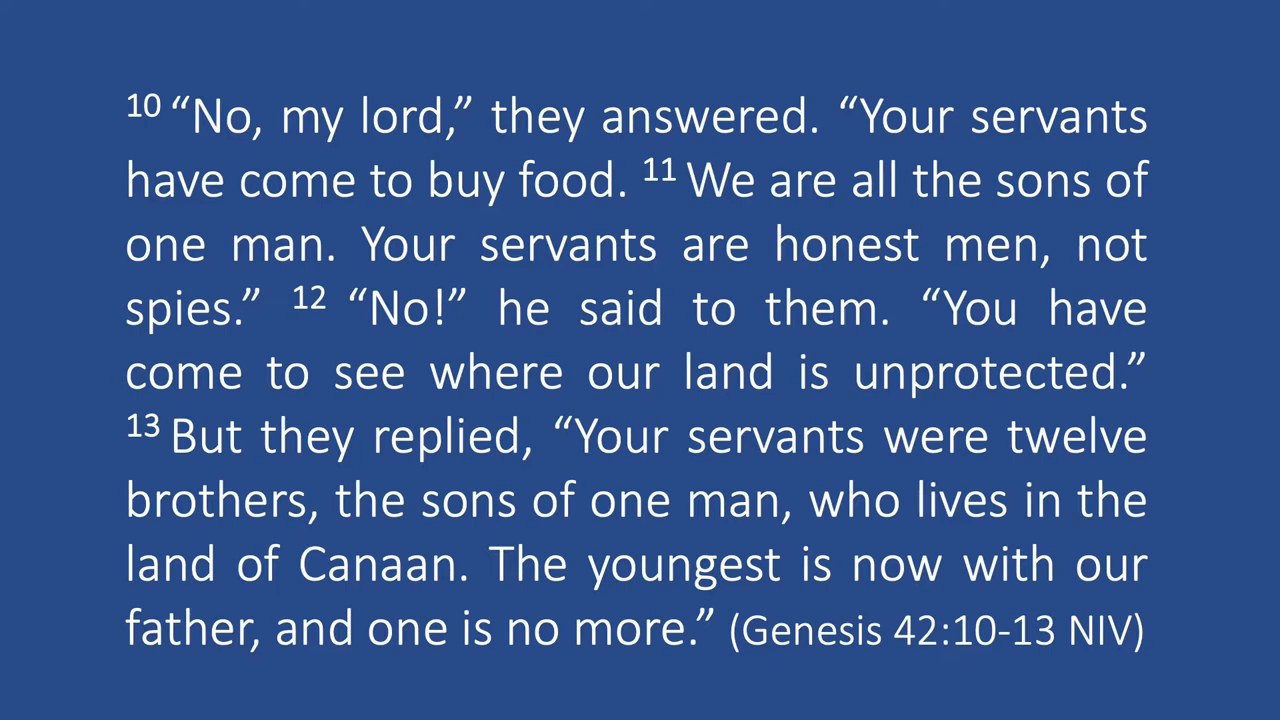 10 “No, my lord,” they answered. “Your servants
have come to buy food. 11 We are all the sons of
one man. Your servants are honest men, not
spies.” 12 “No!” he said to them. “You have
come to see where our land is unprotected.”
13 But they replied, “Your servants were twelve
brothers, the sons of one man, who lives in the
land of Canaan. The youngest is now with our
father, and one is no more.” (Genesis 42:10-13 NIV)